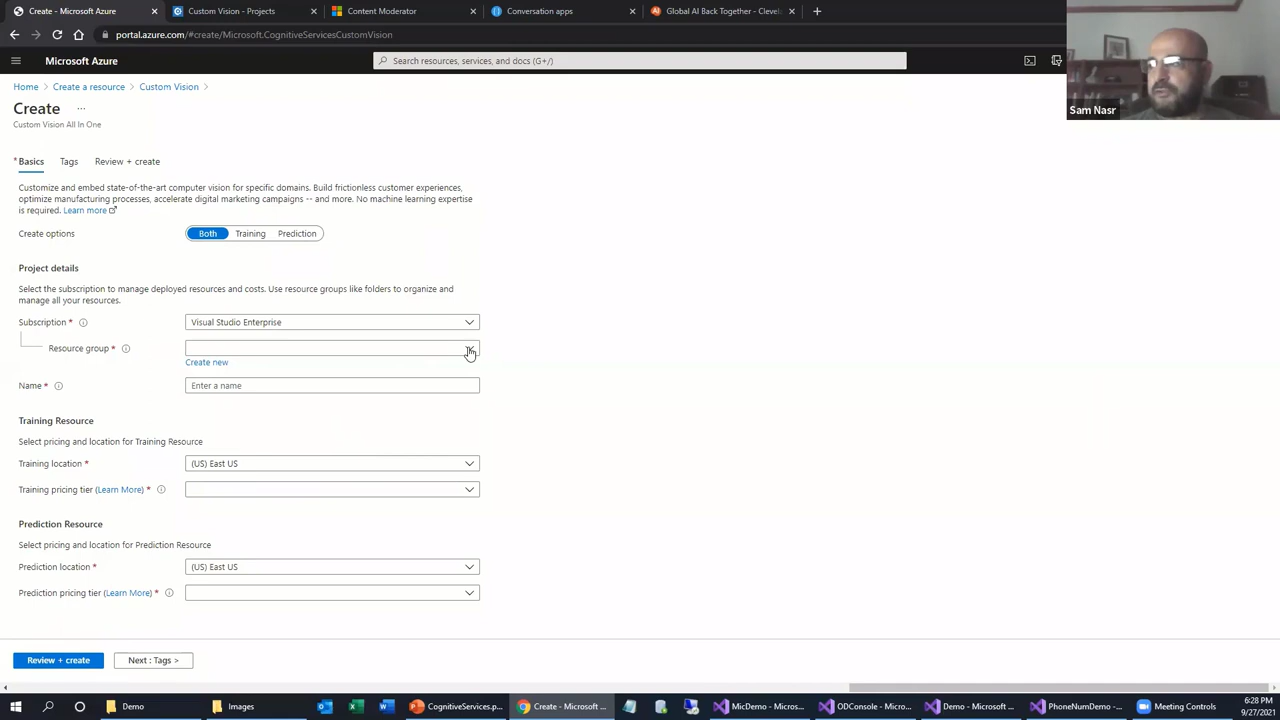 Create - Microsoft Azure
Custom Vision - Projects
Content Moderator
Conversation apps
Global AI Back Together - Clevela
portal.azure.com/#create/Microsoft.CognitiveServicesCustomVision
Microsoft Azure
Search resources, services, and docs (G+/)
Sam Nasr
Home > Create a resource > Custom Vision >
Create ...
Custom Vision All In One
* Basics Tags Review + create
Customize and embed state-of-the-art computer vision for specific domains. Build frictionless customer experiences,
optimize manufacturing processes, accelerate digital marketing campaigns -- and more. No machine learning expertise
is required. Learn more
Create options Both Training Prediction
Project details
Select the subscription to manage deployed resources and costs. Use resource groups like folders to organize and
manage all your resources.
Subscription * Visual Studio Enterprise
Resource group *
Create new
Name * Enter a name
Training Resource
Select pricing and location for Training Resource
Training location * (US) East US
Training pricing tier (Learn More) *
Prediction Resource
Select pricing and location for Prediction Resource
Prediction location * (US) East US
Prediction pricing tier (Learn More) *
Review + create
Next : Tags >
Demo
Images
CognitiveServices.p...
Create - Microsoft ...
MicDemo - Micros...
ODConsole - Micro...
Demo - Microsoft ...
PhoneNumDemo - ...
Meeting Controls
6:28 PM
9/27/2021